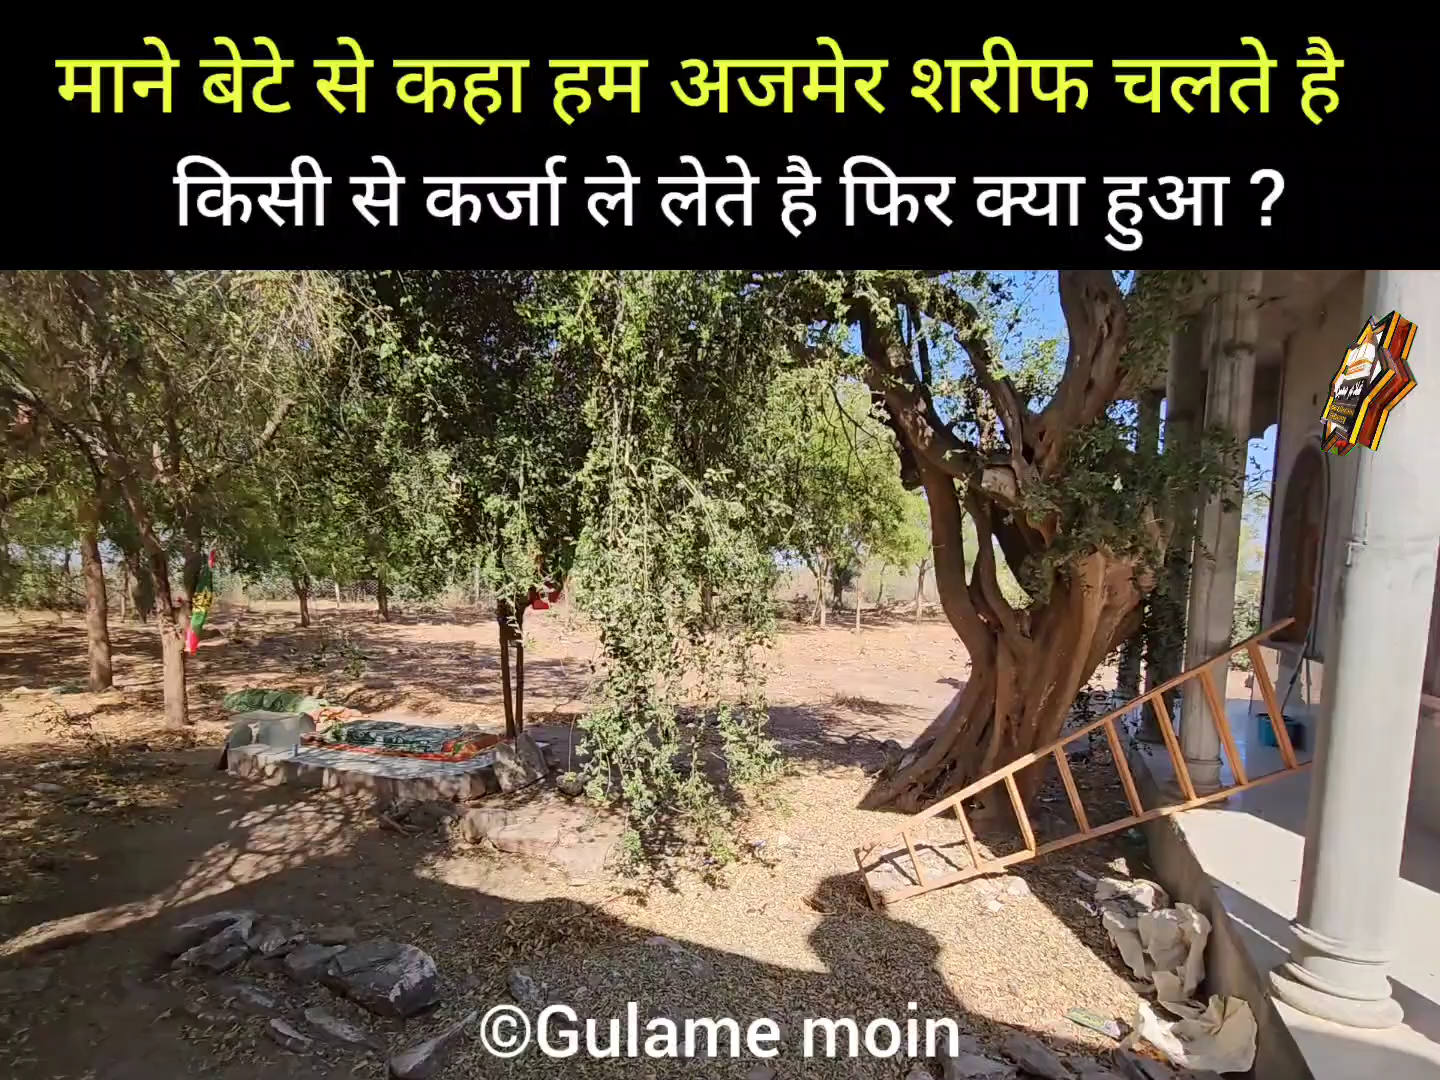 माने बेटे से कहा हम अजमेर शरीफ चलते है
किसी से कर्जा ले लेते है फिर क्या हुआ ?
©Gulame moin